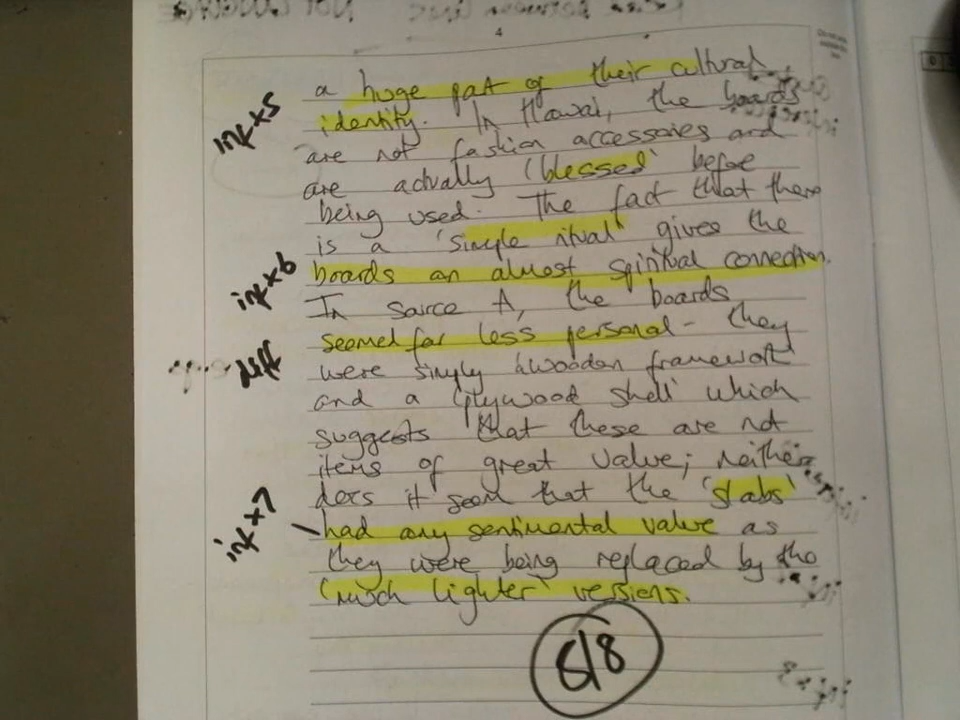 4
a huge part of their cultural
inf x5
identity. In Hawai, the boards
are not fashion accessories and
are actually 'blessed' before
being used. The fact that there
is a 'simple ritual' gives the
inf x6
boards an almost spiritual connection.
In source A, the boards
seemed far less personal - they
diff
were simply 'wooden framework
and a 'plywood shell' which
suggests that these are not
items of great value; neither
does it seem that the 'slabs'
inf x7
had any sentimental value as
they were being replaced by the
'much lighter' versions.
6/8